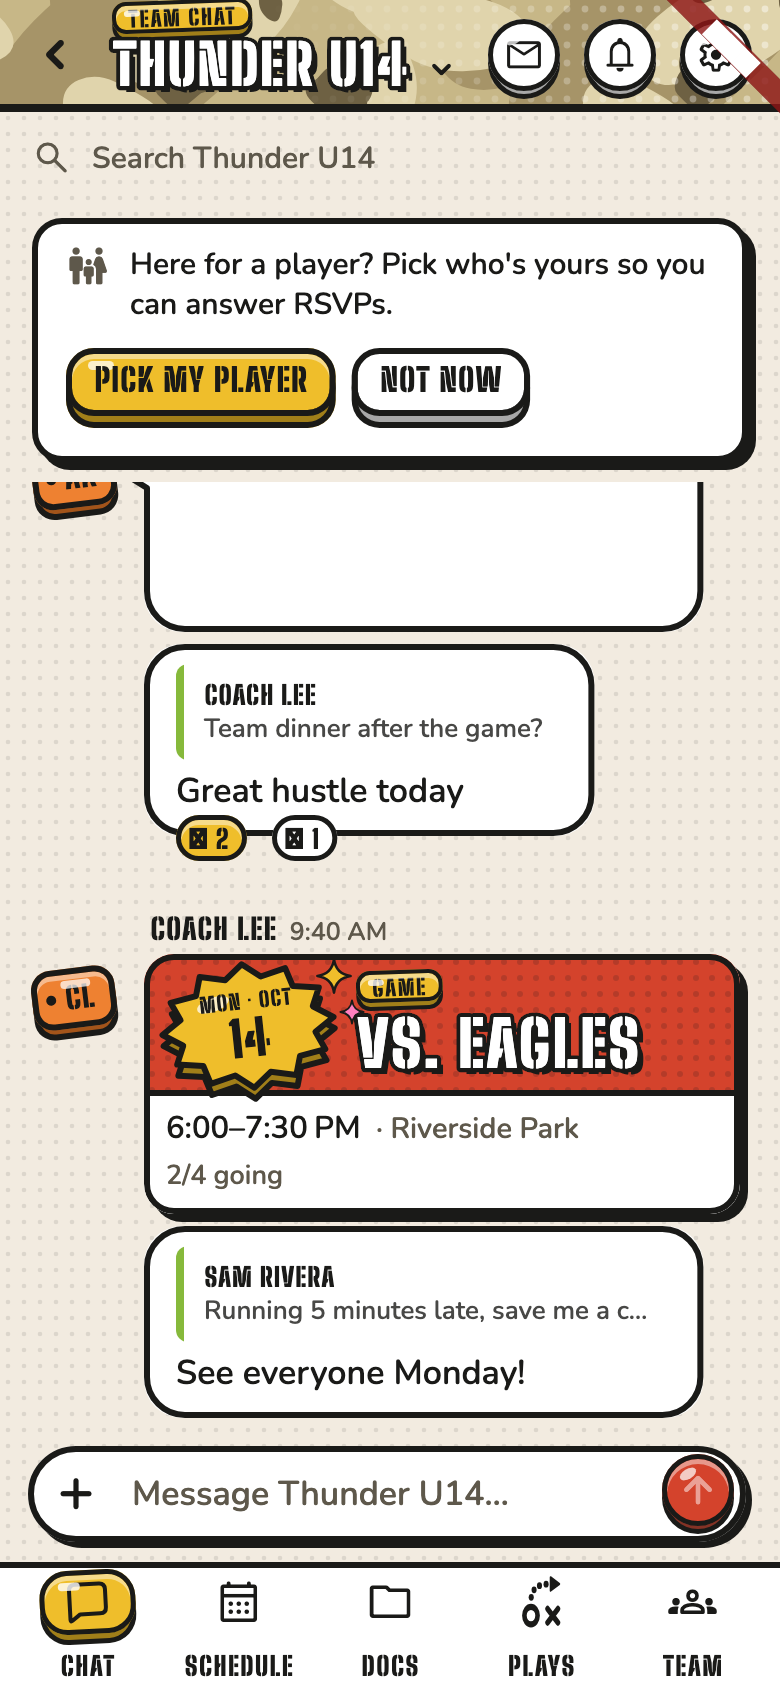 TEAM CHAT
THUNDER U14
Search Thunder U14
Here for a player? Pick who's yours so you
can answer RSVPs.
PICK MY PLAYER
NOT NOW
COACH LEE
Team dinner after the game?
Great hustle today
2
1
COACH LEE 9:40 AM
CL
MON · OCT
14
GAME
VS. EAGLES
6:00–7:30 PM · Riverside Park
2/4 going
SAM RIVERA
Running 5 minutes late, save me a c...
See everyone Monday!
Message Thunder U14...
CHAT
SCHEDULE
DOCS
PLAYS
TEAM